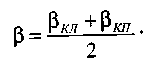 β = (β_КЛ + β_КП) / 2 .